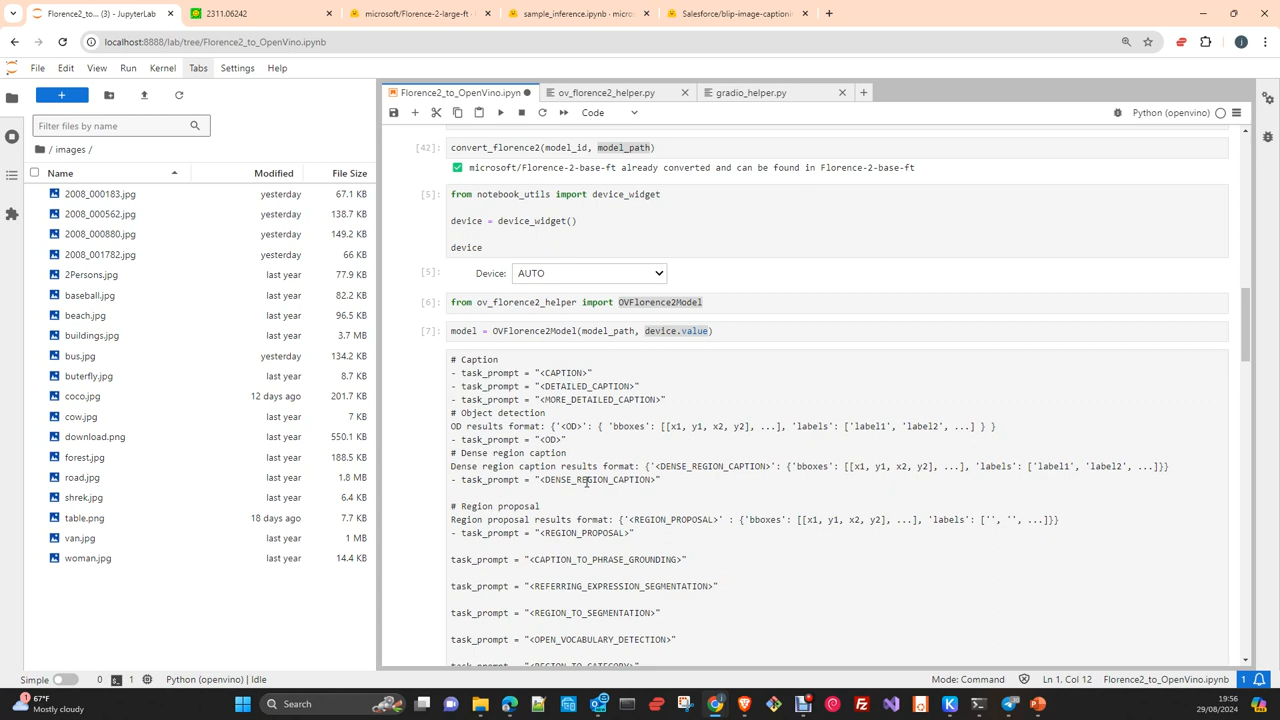 Florence2_to_... (3) - JupyterLab
2311.06242
microsoft/Florence-2-large-ft
sample_inference.ipynb · micros
Salesforce/blip-image-captionin
localhost:8888/lab/tree/Florence2_to_OpenVino.ipynb
File Edit View Run Kernel Tabs Settings Help
Filter files by name
/ images /
Name Modified File Size
2008_000183.jpg yesterday 67.1 KB
2008_000562.jpg yesterday 138.7 KB
2008_000880.jpg yesterday 149.2 KB
2008_001782.jpg yesterday 66 KB
2Persons.jpg last year 77.9 KB
baseball.jpg last year 82.2 KB
beach.jpg last year 96.5 KB
buildings.jpg last year 3.7 MB
bus.jpg yesterday 134.2 KB
buterfly.jpg last year 8.7 KB
coco.jpg 12 days ago 201.7 KB
cow.jpg last year 7 KB
download.png last year 550.1 KB
forest.jpg last year 188.5 KB
road.jpg last year 1.8 MB
shrek.jpg last year 6.4 KB
table.png 18 days ago 7.7 KB
van.jpg last year 1 MB
woman.jpg last year 14.4 KB
Florence2_to_OpenVino.ipyn
ov_florence2_helper.py
gradio_helper.py
Code
Python (openvino)
[42]: convert_florence2(model_id, model_path)
microsoft/Florence-2-base-ft already converted and can be found in Florence-2-base-ft
[5]: from notebook_utils import device_widget
device = device_widget()
device
[5]: Device: AUTO
[6]: from ov_florence2_helper import OVFlorence2Model
[7]: model = OVFlorence2Model(model_path, device.value)
# Caption
- task_prompt = "<CAPTION>"
- task_prompt = "<DETAILED_CAPTION>"
- task_prompt = "<MORE_DETAILED_CAPTION>"
# Object detection
OD results format: {'<OD>': { 'bboxes': [[x1, y1, x2, y2], ...], 'labels': ['label1', 'label2', ...] } }
- task_prompt = "<OD>"
# Dense region caption
Dense region caption results format: {'<DENSE_REGION_CAPTION>': {'bboxes': [[x1, y1, x2, y2], ...], 'labels': ['label1', 'label2', ...]}}
- task_prompt = "<DENSE_REGION_CAPTION>"
# Region proposal
Region proposal results format: {'<REGION_PROPOSAL>' : {'bboxes': [[x1, y1, x2, y2], ...], 'labels': ['', '', ...]}}
- task_prompt = "<REGION_PROPOSAL>"
task_prompt = "<CAPTION_TO_PHRASE_GROUNDING>"
task_prompt = "<REFERRING_EXPRESSION_SEGMENTATION>"
task_prompt = "<REGION_TO_SEGMENTATION>"
task_prompt = "<OPEN_VOCABULARY_DETECTION>"
task_prompt = "<REGION_TO_CATEGORY>"
Simple 0 1 Python (openvino) | Idle
Mode: Command Ln 1, Col 12 Florence2_to_OpenVino.ipynb 1
67°F
Mostly cloudy
Search
19:56
29/08/2024